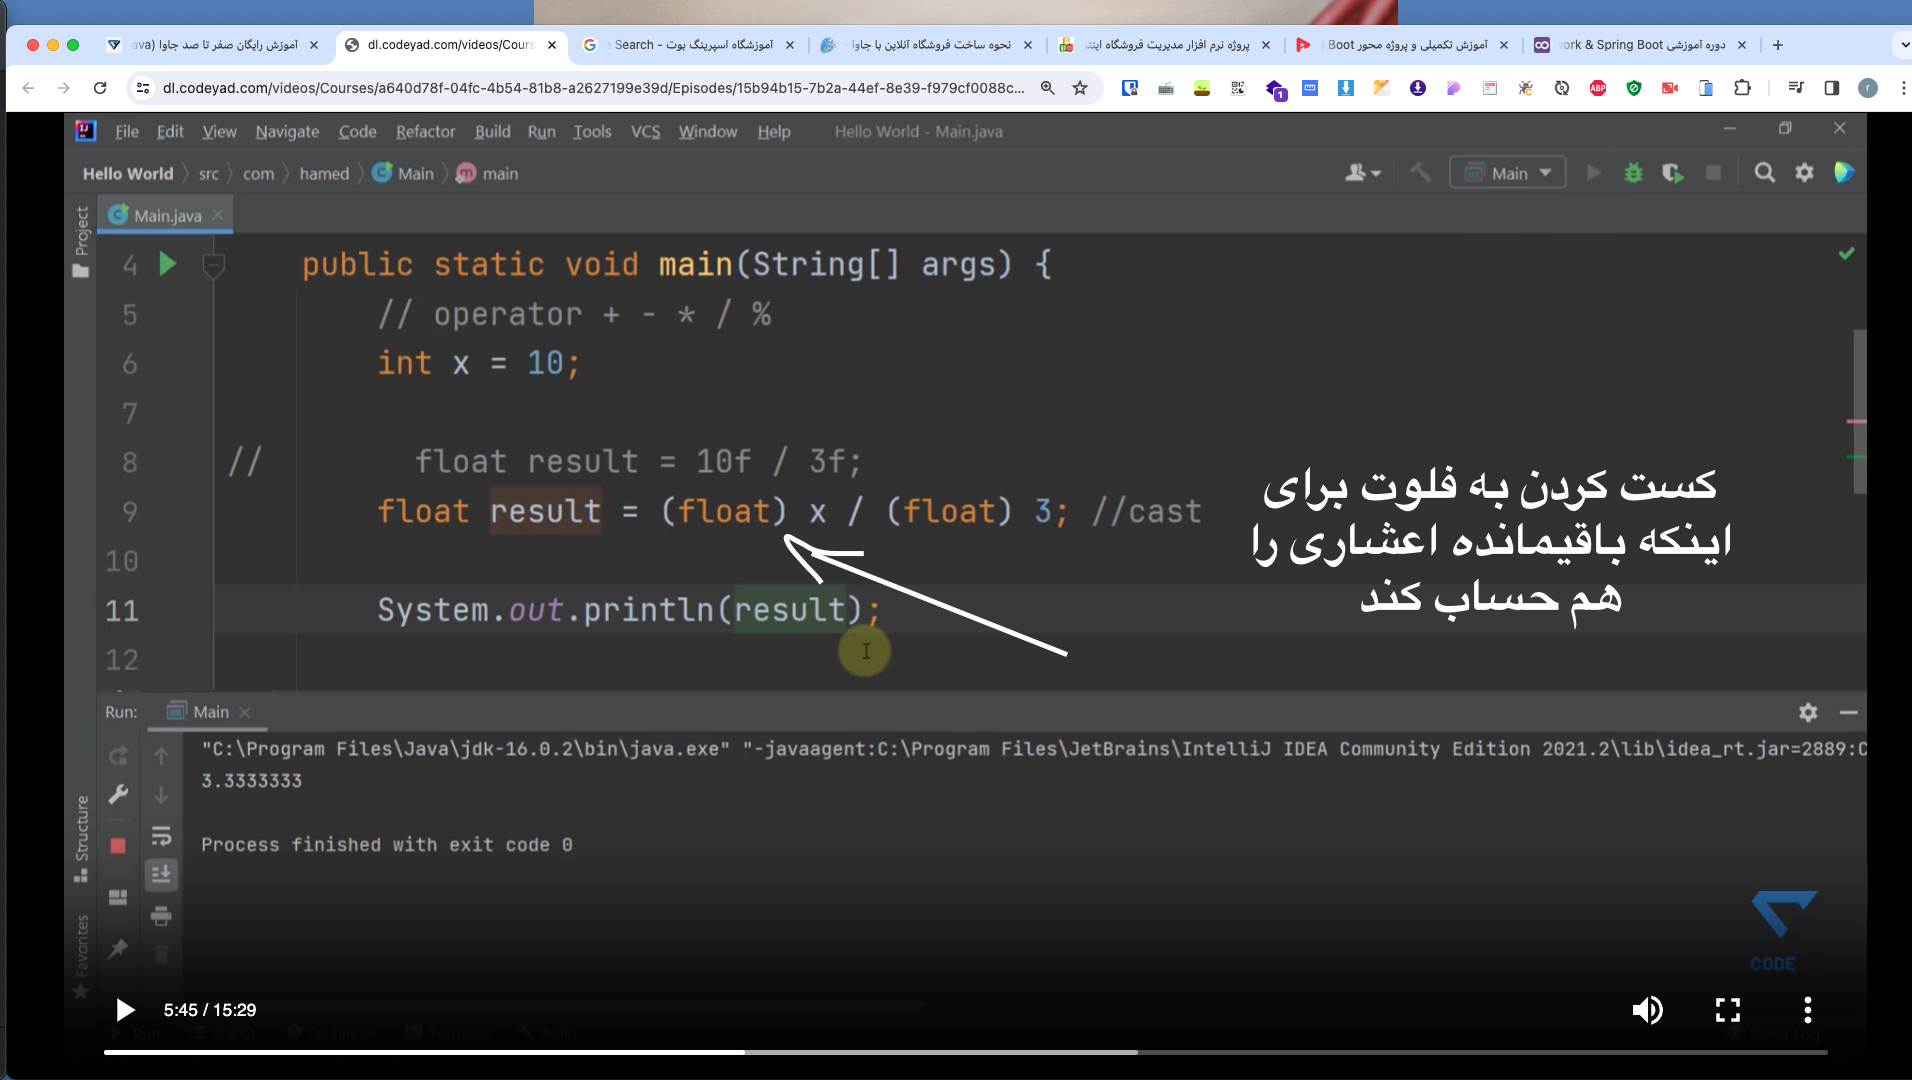 آموزش رایگان صفر تا صد جاوا (ava
dl.codeyad.com/videos/Cours
آموزشگاه اسپرینگ بوت - Search
نحوه ساخت فروشگاه آنلاین با جاوا -
پروژه نرم افزار مدیریت فروشگاه اینتر
آموزش تکمیلی و پروژه محور Boot
دوره آموزشی ork & Spring Boot
dl.codeyad.com/videos/Courses/a640d78f-04fc-4b54-81b8-a2627199e39d/Episodes/15b94b15-7b2a-44ef-8e39-f979cf0088c...
File Edit View Navigate Code Refactor Build Run Tools VCS Window Help Hello World - Main.java
Hello World src com hamed Main main
Main
Project
Main.java
4 public static void main(String[] args) {
5 // operator + - * / %
6 int x = 10;
7
8 // float result = 10f / 3f;
9 float result = (float) x / (float) 3; //cast
10
11 System.out.println(result);
12
کست کردن به فلوت برای
اینکه باقیمانده اعشاری را
هم حساب کند
Run: Main
"C:\Program Files\Java\jdk-16.0.2\bin\java.exe" "-javaagent:C:\Program Files\JetBrains\IntelliJ IDEA Community Edition 2021.2\lib\idea_rt.jar=2889:C
3.3333333
Process finished with exit code 0
Structure
Favorites
CODE
5:45 / 15:29
Run TODO Problems Terminal Build